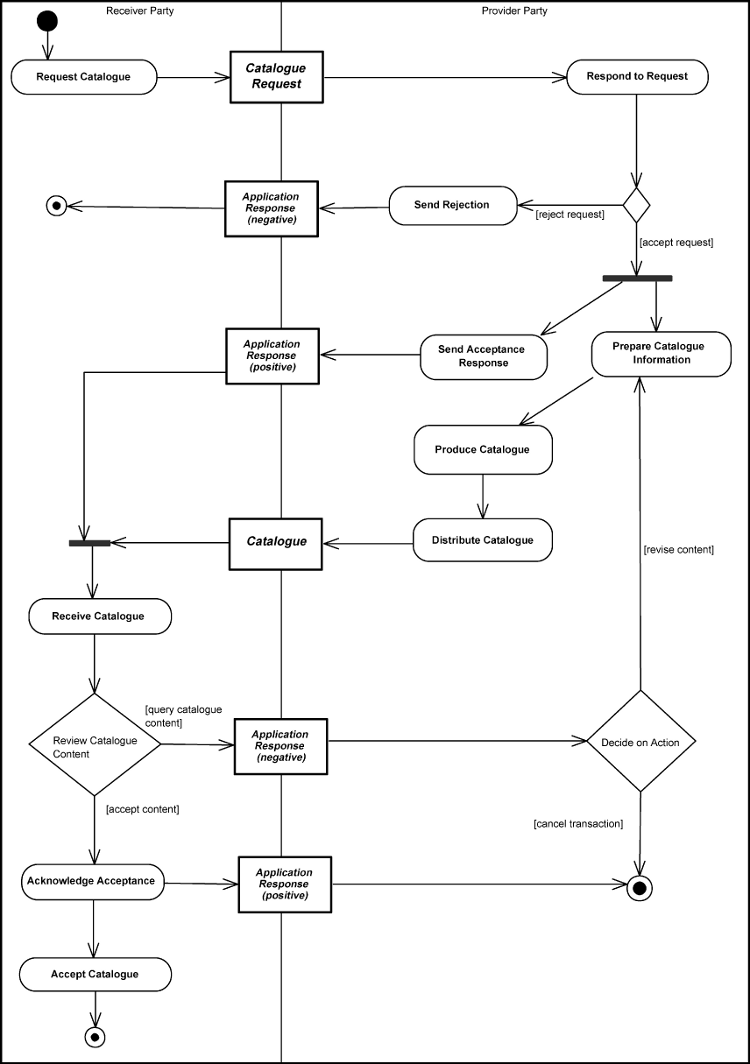 Receiver Party
Provider Party
Request Catalogue
Catalogue
Request
Respond to Request
Application
Response
(negative)
Send Rejection
[reject request]
[accept request]
Application
Response
(positive)
Send Acceptance
Response
Prepare Catalogue
Information
Produce Catalogue
Catalogue
Distribute Catalogue
[revise content]
Receive Catalogue
[query catalogue
content]
Review Catalogue
Content
Application
Response
(negative)
Decide on Action
[accept content]
[cancel transaction]
Acknowledge Acceptance
Application
Response
(positive)
Accept Catalogue